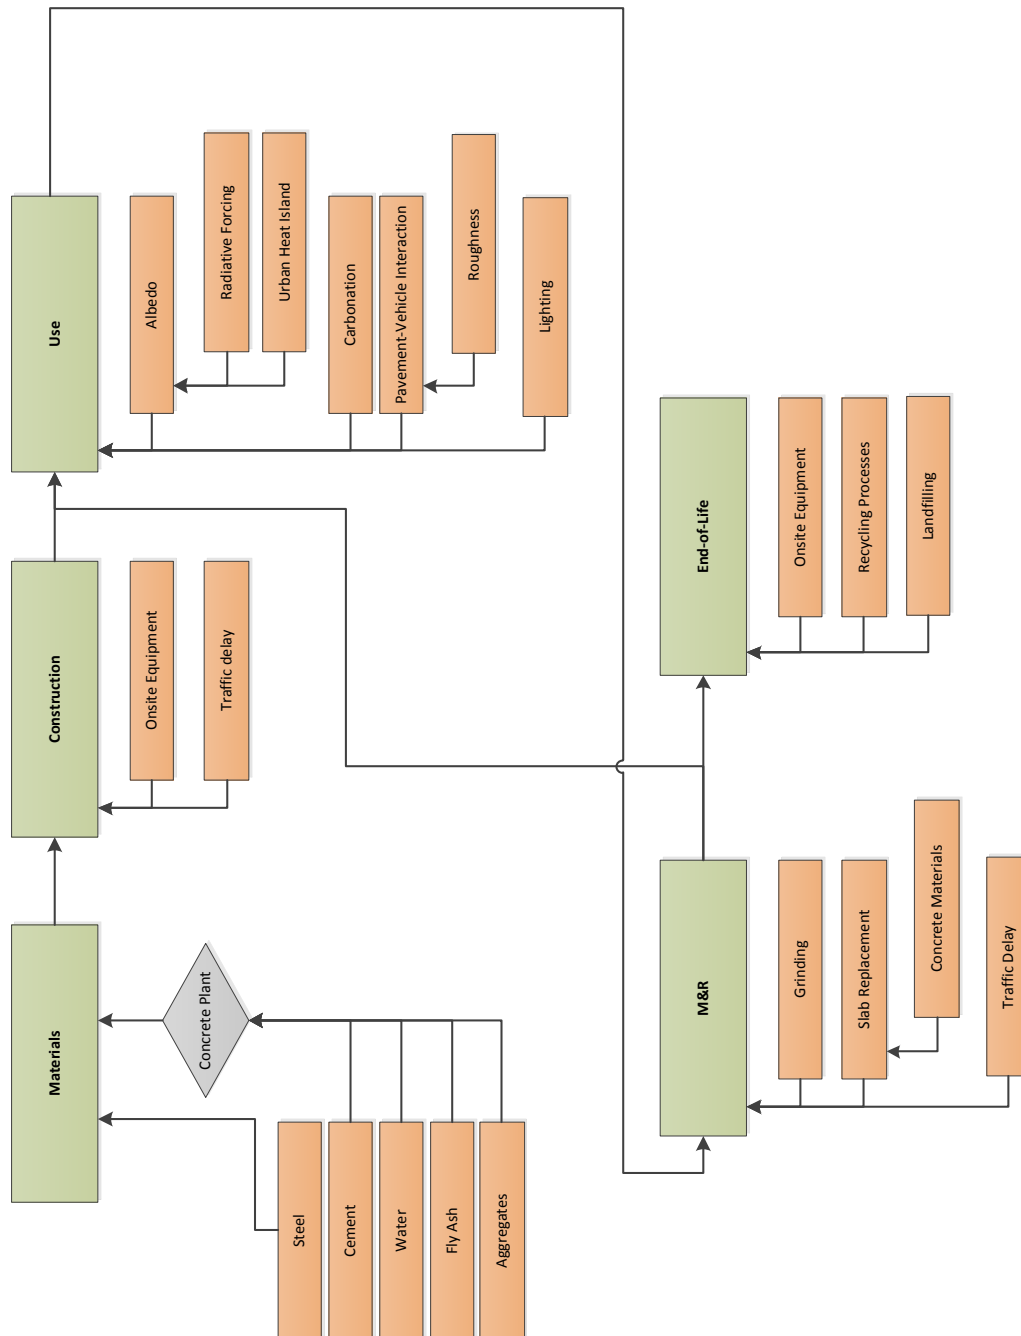 Materials
Concrete Plant
Steel
Cement
Water
Fly Ash
Aggregates
Construction
Onsite Equipment
Traffic delay
Use
Albedo
Radiative Forcing
Urban Heat Island
Carbonation
Pavement-Vehicle Interaction
Roughness
Lighting
M&R
Grinding
Slab Replacement
Concrete Materials
Traffic Delay
End-of-Life
Onsite Equipment
Recycling Processes
Landfilling